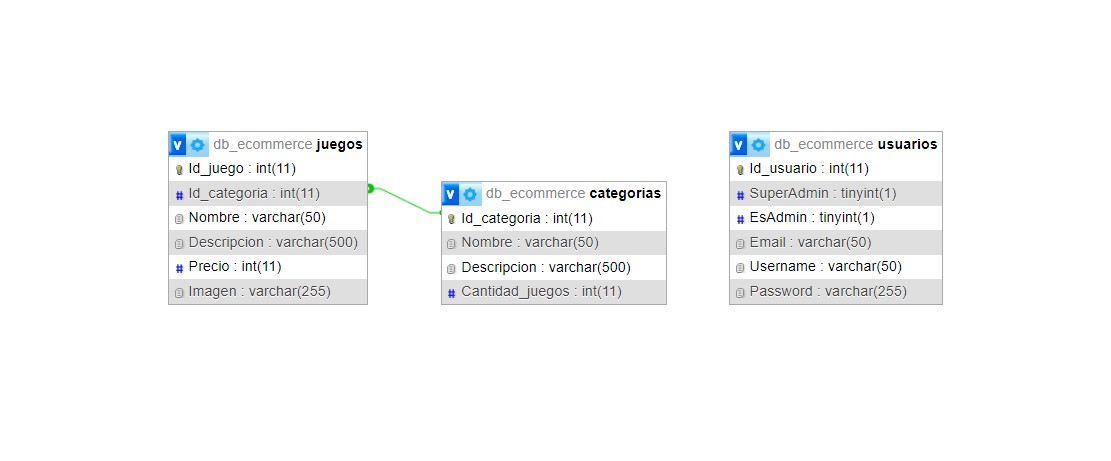 v db_ecommerce juegos
Id_juego : int(11)
# Id_categoria : int(11)
Nombre : varchar(50)
Descripcion : varchar(500)
# Precio : int(11)
Imagen : varchar(255)
v db_ecommerce categorias
Id_categoria : int(11)
Nombre : varchar(50)
Descripcion : varchar(500)
# Cantidad_juegos : int(11)
v db_ecommerce usuarios
Id_usuario : int(11)
# SuperAdmin : tinyint(1)
# EsAdmin : tinyint(1)
Email : varchar(50)
Username : varchar(50)
Password : varchar(255)